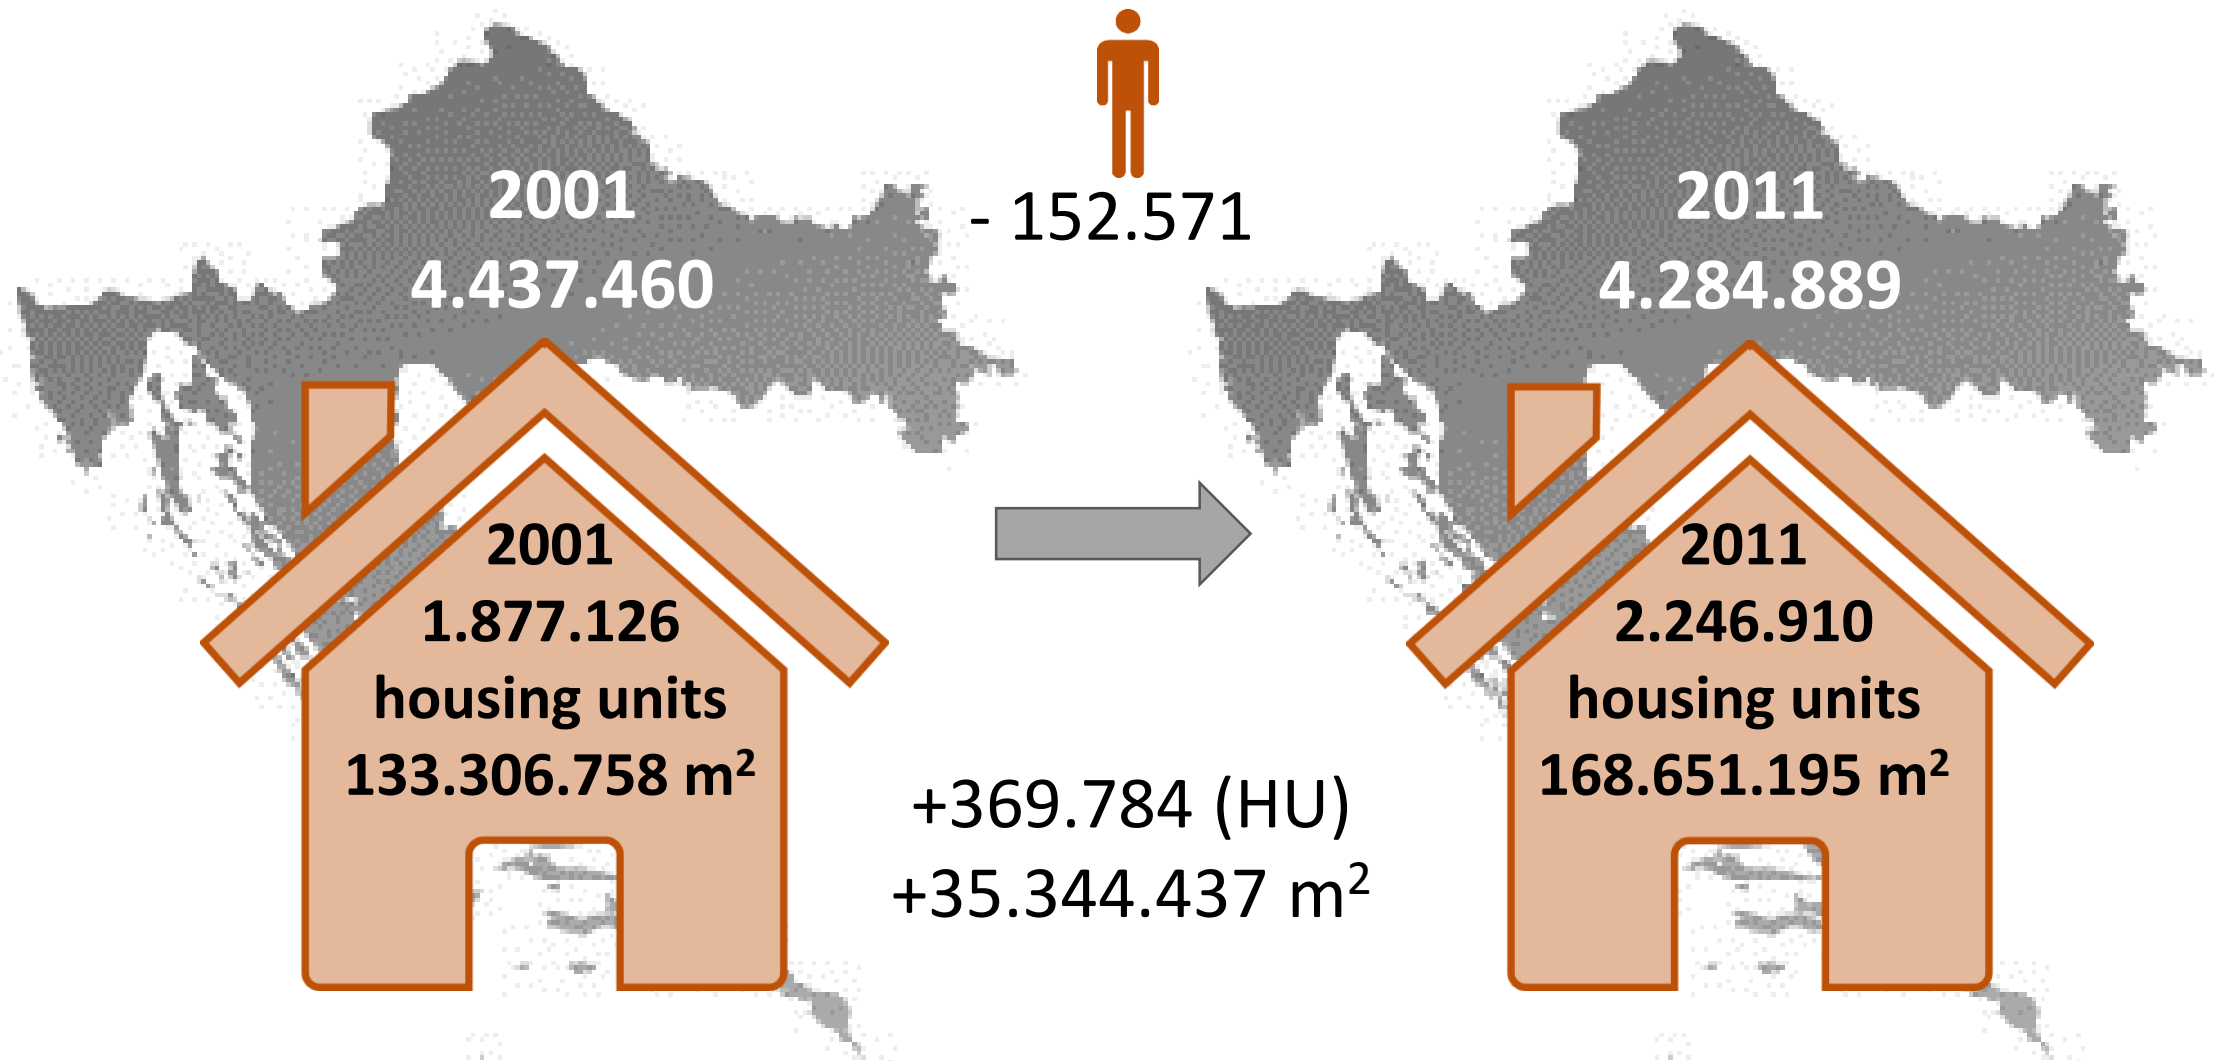 2001
4.437.460
- 152.571
2011
4.284.889
2001
1.877.126
housing units
133.306.758 m²
2011
2.246.910
housing units
168.651.195 m²
+369.784 (HU)
+35.344.437 m²